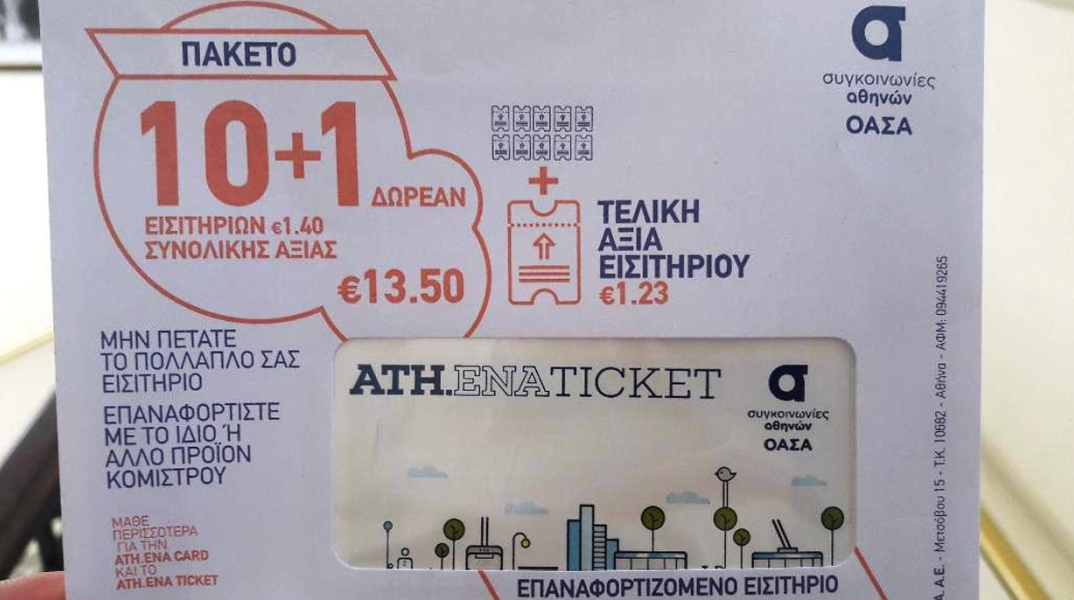 ΠΑΚΕΤΟ
10+1 ΔΩΡΕΑΝ
ΕΙΣΙΤΗΡΙΩΝ €1.40
ΣΥΝΟΛΙΚΗΣ ΑΞΙΑΣ
€13.50
ΤΕΛΙΚΗ
ΑΞΙΑ
ΕΙΣΙΤΗΡΙΟΥ
€1.23
συγκοινωνίες
αθηνών
ΟΑΣΑ
ΜΗΝ ΠΕΤΑΤΕ
ΤΟ ΠΟΛΛΑΠΛΟ ΣΑΣ
ΕΙΣΙΤΗΡΙΟ
ΕΠΑΝΑΦΟΡΤΙΣΤΕ
ΜΕ ΤΟ ΙΔΙΟ Ή
ΑΛΛΟ ΠΡΟΪΟΝ
ΚΟΜΙΣΤΡΟΥ
ΜΑΘΕ
ΠΕΡΙΣΣΟΤΕΡΑ
ΓΙΑ ΤΗΝ
ATH.ENA CARD
ΚΑΙ ΤΟ
ATH.ENA TICKET
ATH.ENATICKET
συγκοινωνίες
αθηνών
ΟΑΣΑ
ΕΠΑΝΑΦΟΡΤΙΖΟΜΕΝΟ ΕΙΣΙΤΗΡΙΟ
Α.Ε. - Μετσόβου 15 - Τ.Κ. 10682 - Αθήνα - ΑΦΜ: 094419265